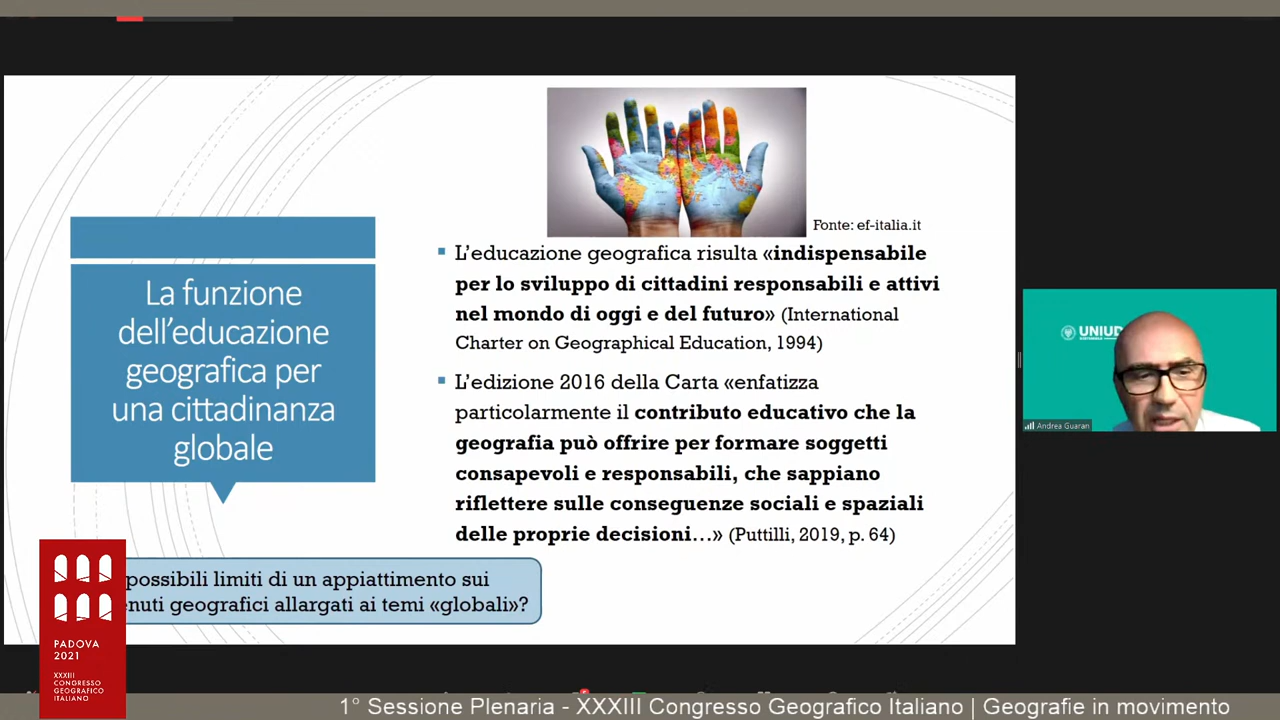 La funzione
dell'educazione
geografica per
una cittadinanza
globale
Fonte: ef-italia.it
L'educazione geografica risulta «indispensabile
per lo sviluppo di cittadini responsabili e attivi
nel mondo di oggi e del futuro» (International
Charter on Geographical Education, 1994)
L'edizione 2016 della Carta «enfatizza
particolarmente il contributo educativo che la
geografia può offrire per formare soggetti
consapevoli e responsabili, che sappiano
riflettere sulle conseguenze sociali e spaziali
delle proprie decisioni…» (Puttilli, 2019, p. 64)
possibili limiti di un appiattimento sui
enuti geografici allargati ai temi «globali»?
UNIUD
Andrea Guaran
PADOVA
2021
XXXIII
CONGRESSO
GEOGRAFICO
ITALIANO
1° Sessione Plenaria - XXXIII Congresso Geografico Italiano | Geografie in movimento